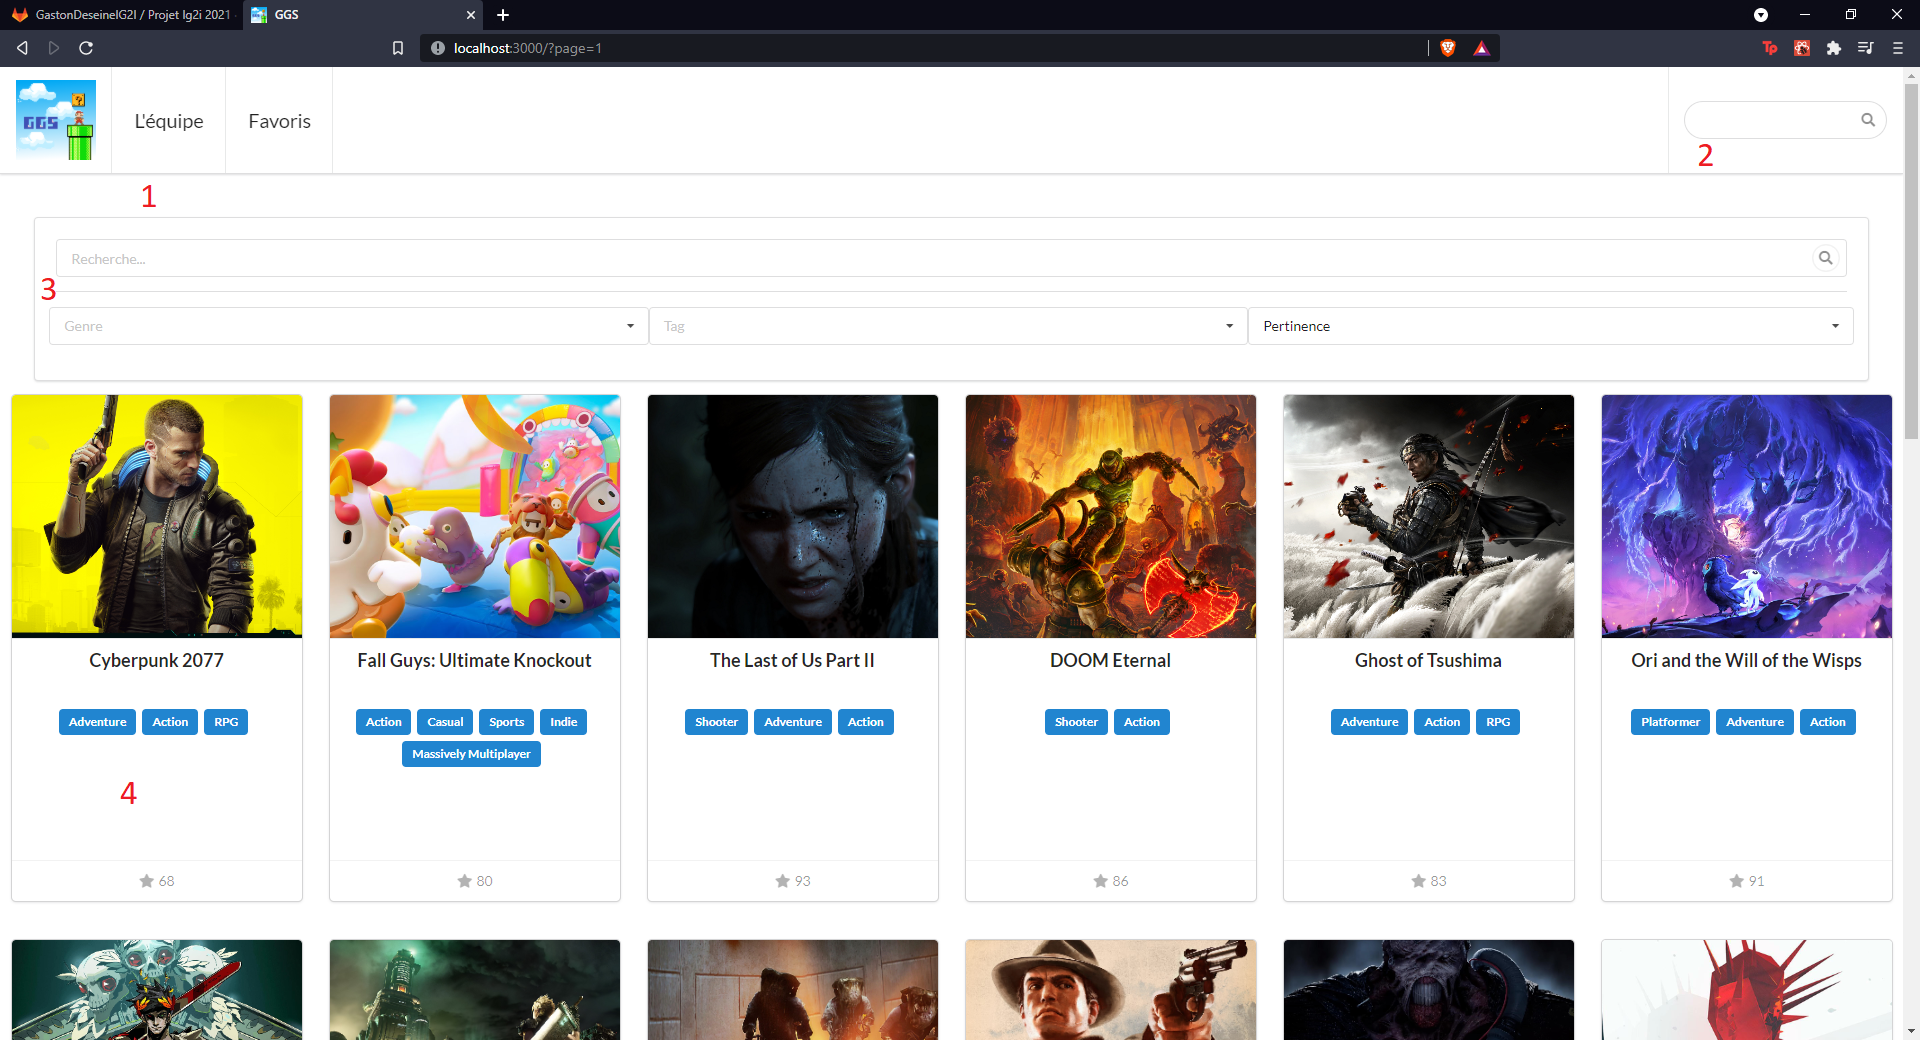 GastonDeseineIG2I / Projet Ig2i 2021
GGS
localhost:3000/?page=1
Tp
GGS
?
L'équipe
Favoris
2
1
Recherche...
3
Genre
Tag
Pertinence
Cyberpunk 2077
Fall Guys: Ultimate Knockout
The Last of Us Part II
DOOM Eternal
Ghost of Tsushima
Ori and the Will of the Wisps
Adventure Action RPG
Action Casual Sports Indie
Massively Multiplayer
Shooter Adventure Action
Shooter Action
Adventure Action RPG
Platformer Adventure Action
4
68
80
93
86
83
91